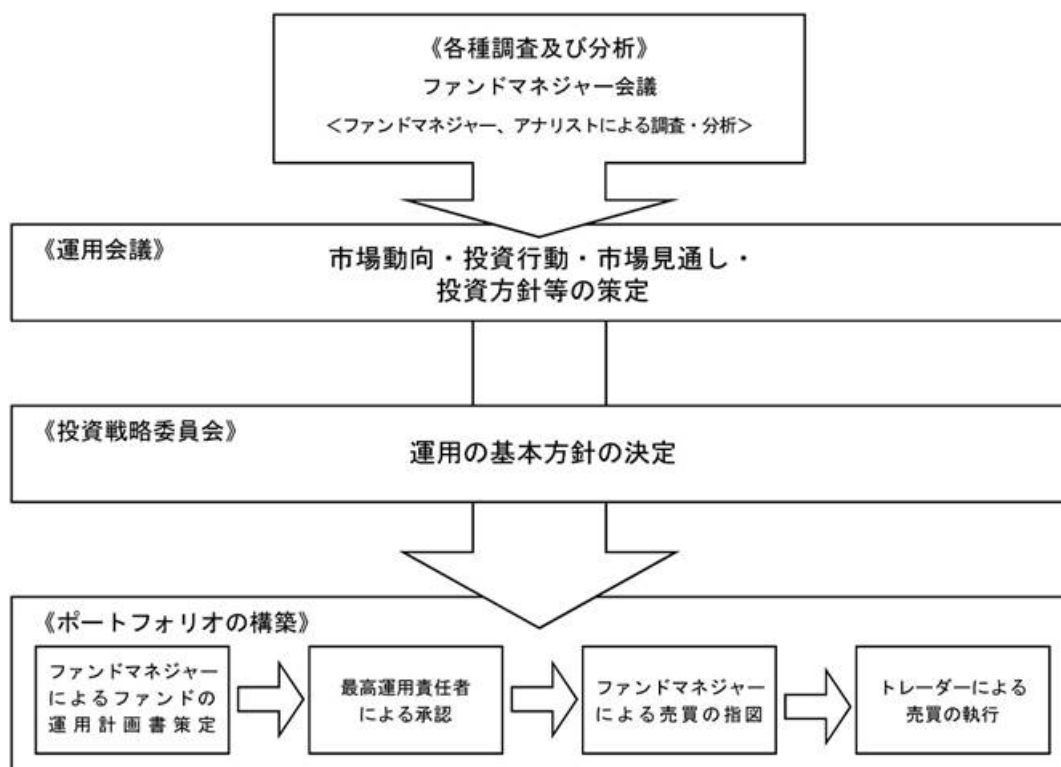 《各種調査及び分析》
ファンドマネジャー会議
＜ファンドマネジャー、アナリストによる調査・分析＞
《運用会議》
市場動向・投資行動・市場見通し・
投資方針等の策定
《投資戦略委員会》
運用の基本方針の決定
《ポートフォリオの構築》
ファンドマネジャー
によるファンドの
運用計画書策定
最高運用責任者
による承認
ファンドマネジャー
による売買の指図
トレーダーによる
売買の執行